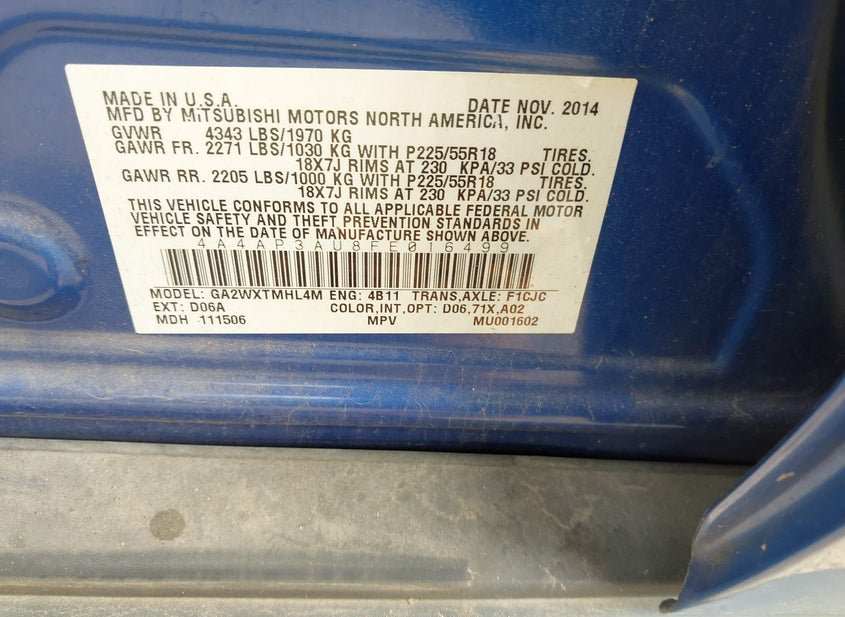 MADE IN U.S.A. DATE NOV. 2014
MFD BY MITSUBISHI MOTORS NORTH AMERICA, INC.
GVWR 4343 LBS/1970 KG
GAWR FR. 2271 LBS/1030 KG WITH P225/55R18 TIRES.
18X7J RIMS AT 230 KPA/33 PSI COLD.
GAWR RR. 2205 LBS/1000 KG WITH P225/55R18 TIRES.
18X7J RIMS AT 230 KPA/33 PSI COLD.
THIS VEHICLE CONFORMS TO ALL APPLICABLE FEDERAL MOTOR
VEHICLE SAFETY AND THEFT PREVENTION STANDARDS IN
EFFECT ON THE DATE OF MANUFACTURE SHOWN ABOVE.
4A4AP3AU8FE016499
MODEL: GA2WXTMHL4M ENG: 4B11 TRANS,AXLE: F1CJC
EXT: D06A COLOR,INT,OPT: D06,71X,A02
MDH -111506 MPV MU001602